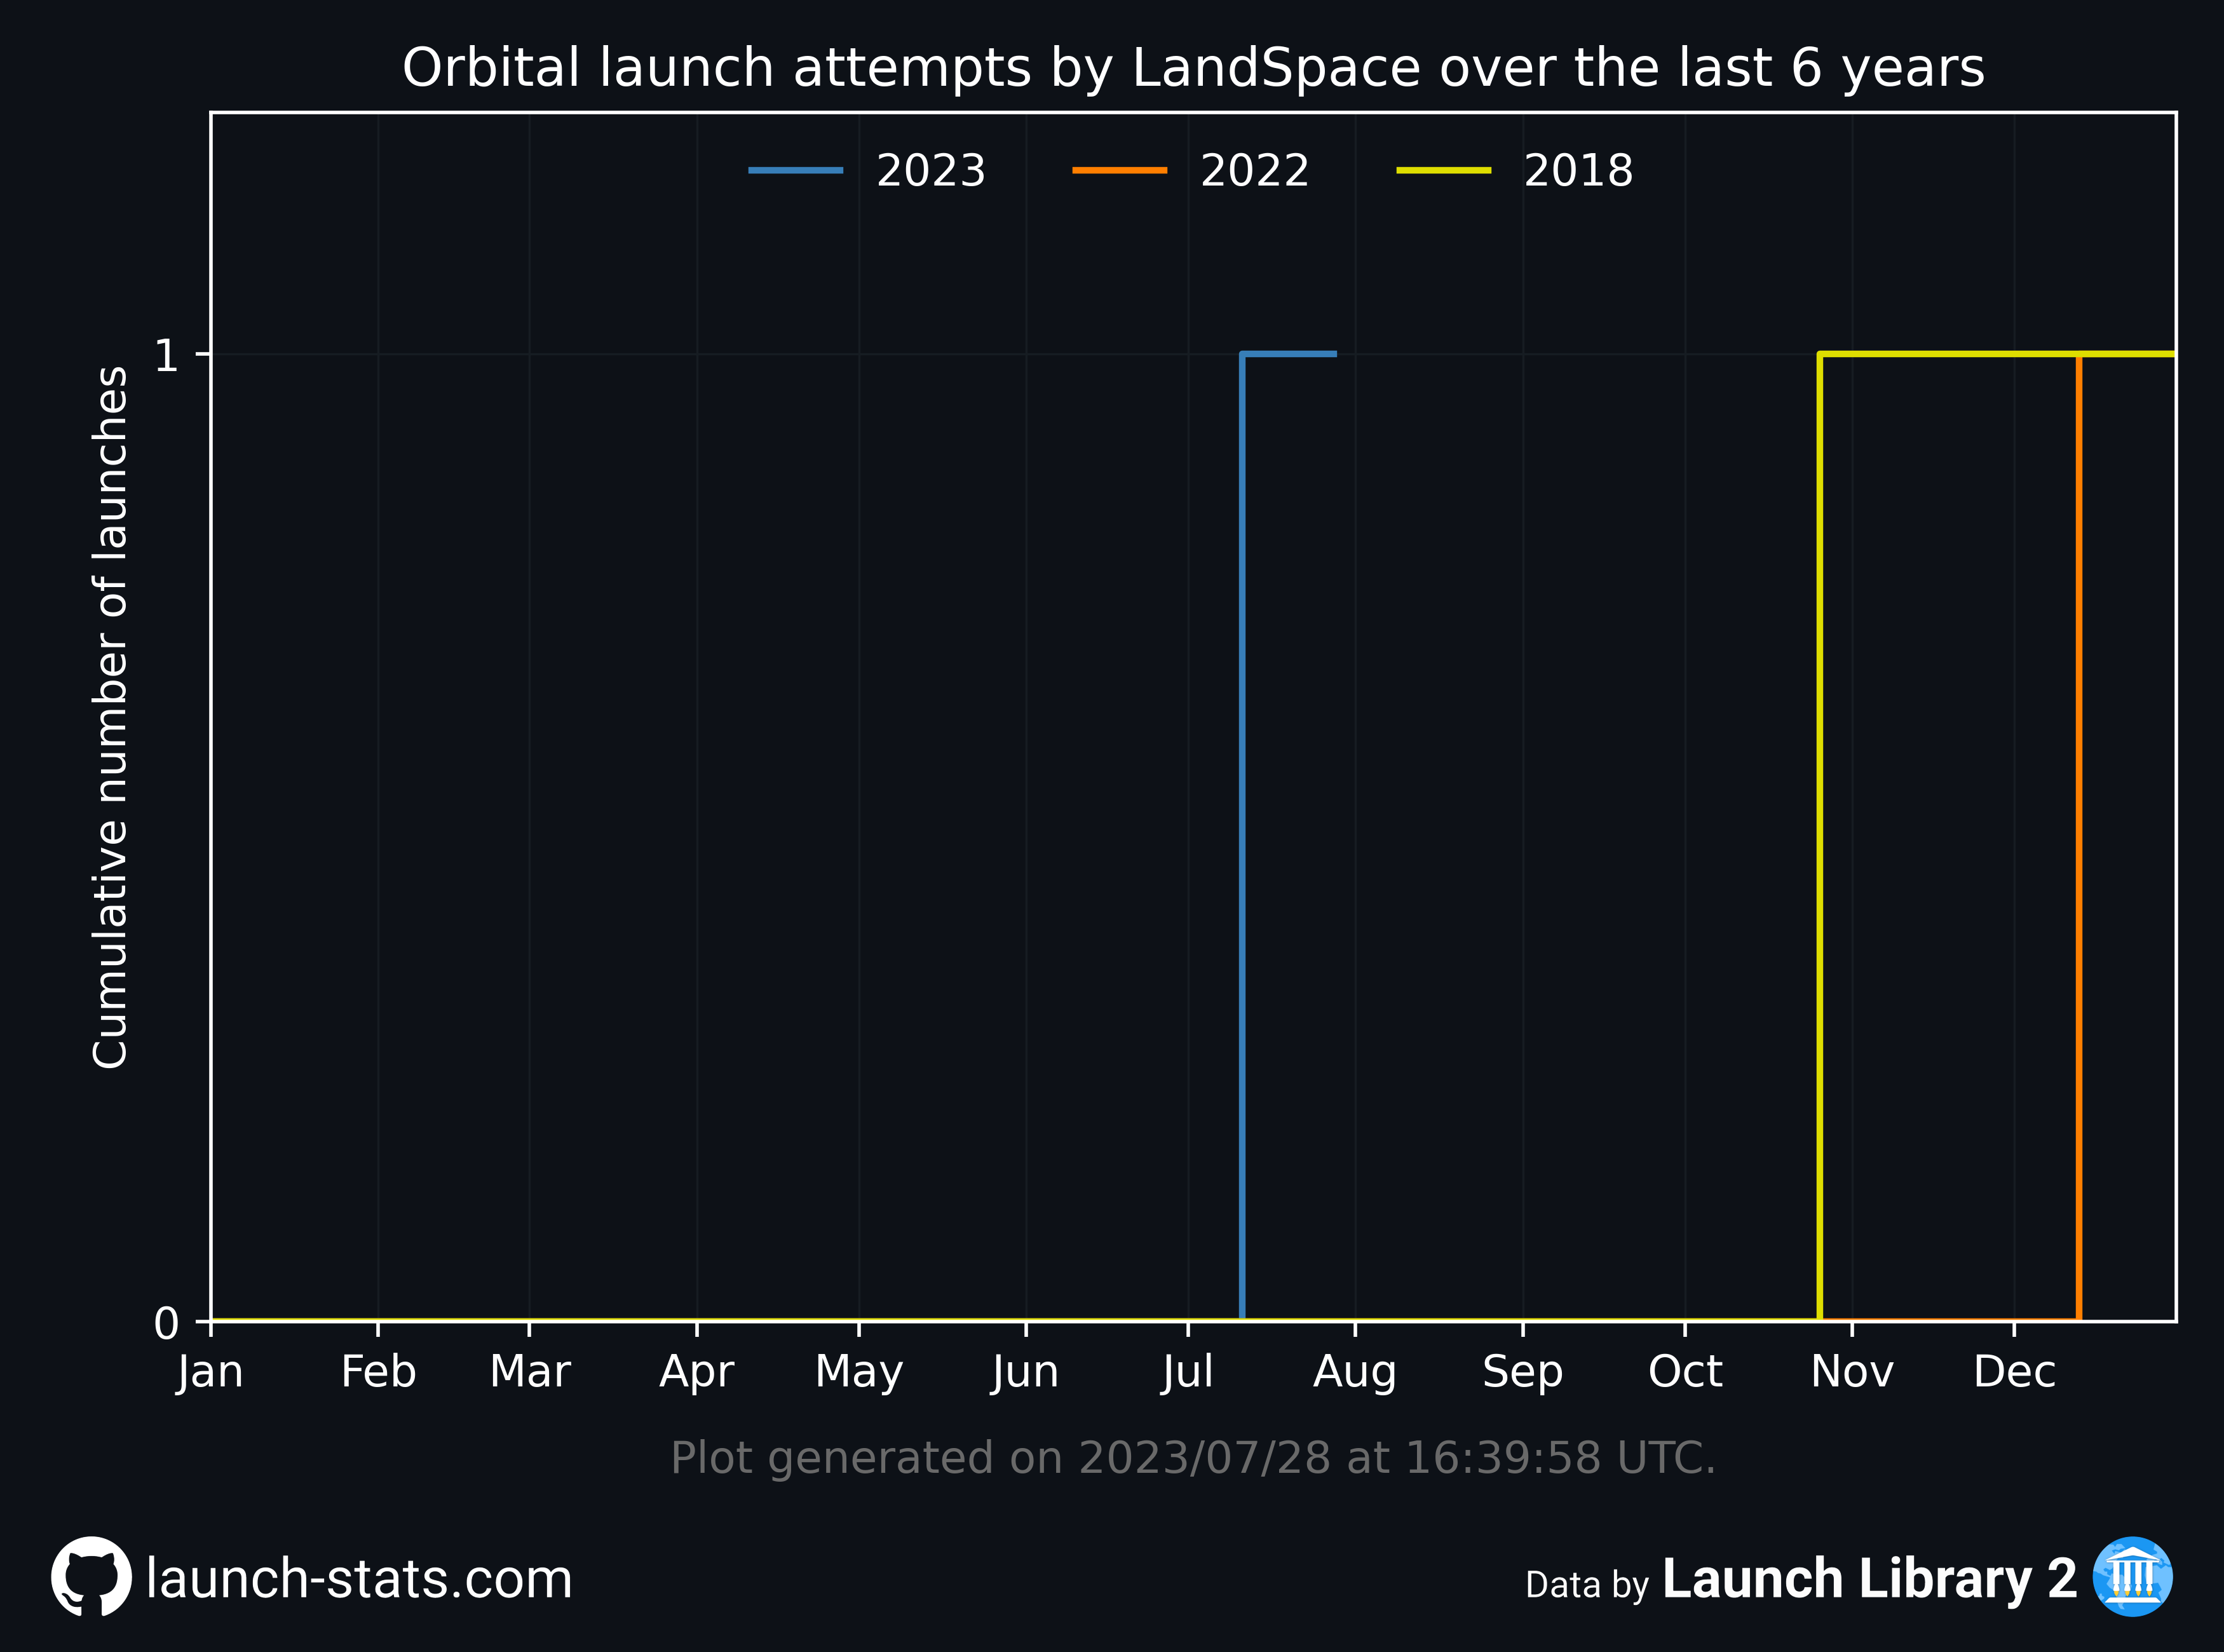 Orbital launch attempts by LandSpace over the last 6 years
2023 2022 2018
Cumulative number of launches
1
0
Jan Feb Mar Apr May Jun Jul Aug Sep Oct Nov Dec
Plot generated on 2023/07/28 at 16:39:58 UTC.
launch-stats.com
Data by Launch Library 2